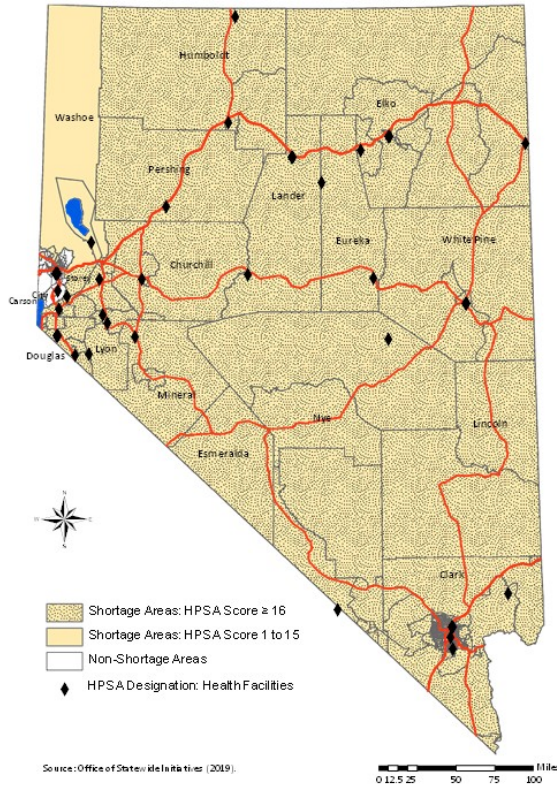 Humboldt
Elko
Washoe
Pershing
Lander
Eureka
White Pine
Churchill
Storey
Carson
City
Lyon
Douglas
Mineral
Nye
Lincoln
Esmeralda
N
S
Clark
Shortage Areas: HPSA Score ≥ 16
Shortage Areas: HPSA Score 1 to 15
Non-Shortage Areas
HPSA Designation: Health Facilities
Source: Office of Statewide Initiatives (2019).
Miles
0 12.5 25 50 75 100